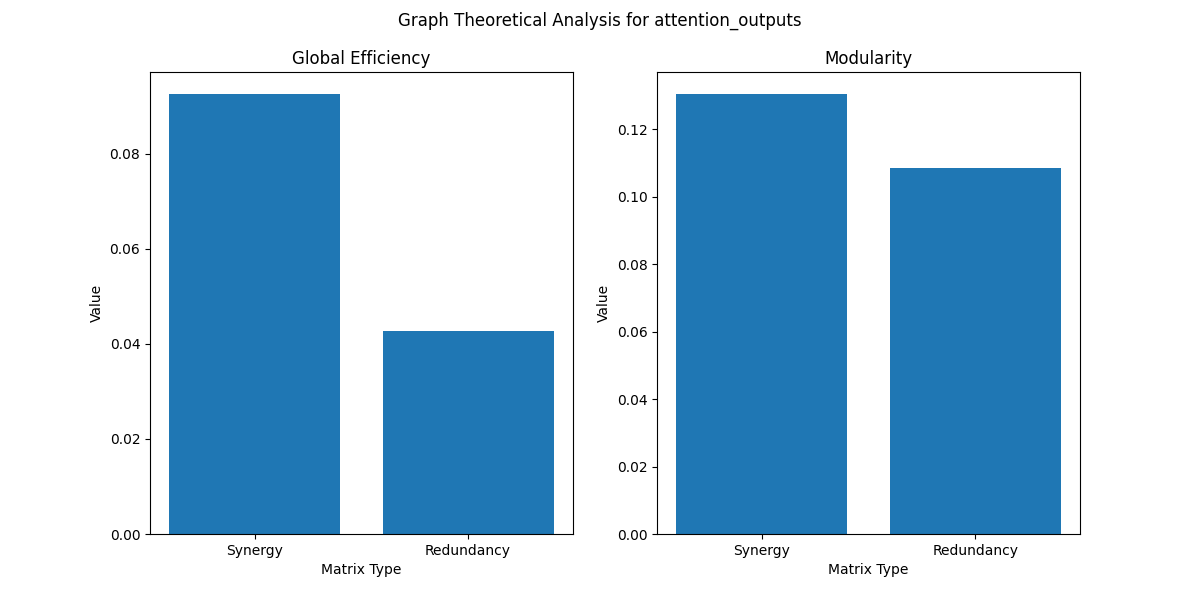 Graph Theoretical Analysis for attention_outputs
Global Efficiency
Value
0.08
0.06
0.04
0.02
0.00
Synergy
Redundancy
Matrix Type
Modularity
Value
0.12
0.10
0.08
0.06
0.04
0.02
0.00
Synergy
Redundancy
Matrix Type